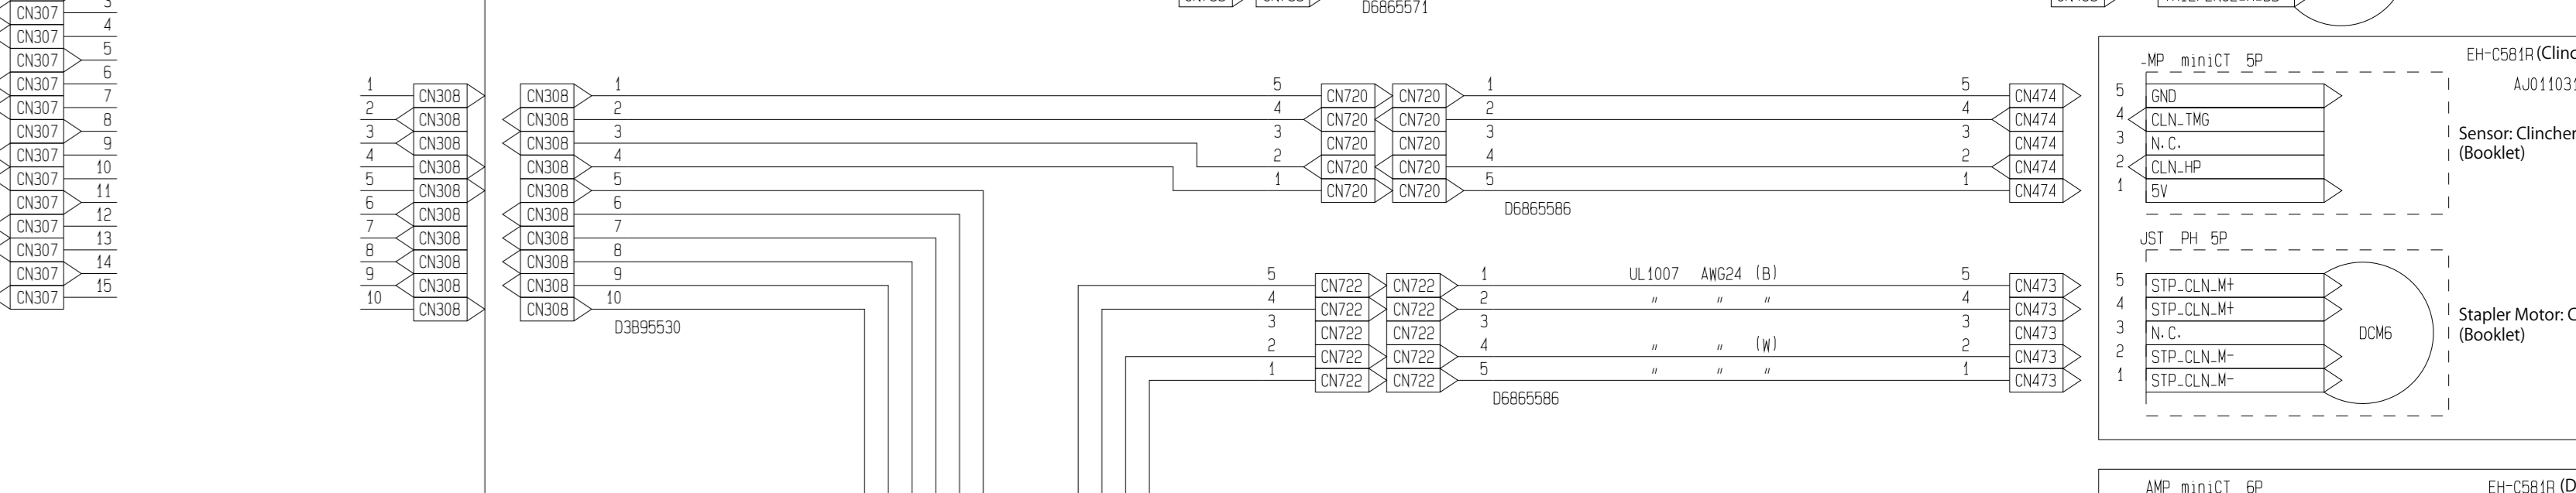 D6865571
CN307 3
CN307 4
CN307 5
CN307 6
CN307 7
CN307 8
CN307 9
CN307 10
CN307 11
CN307 12
CN307 13
CN307 14
CN307 15
1 CN308 CN308 1
2 CN308 CN308 2
3 CN308 CN308 3
4 CN308 CN308 4
5 CN308 CN308 5
6 CN308 CN308 6
7 CN308 CN308 7
8 CN308 CN308 8
9 CN308 CN308 9
10 CN308 CN308 10
D3B95530
5 CN720 CN720 1 5 CN474
4 CN720 CN720 2 4 CN474
3 CN720 CN720 3 3 CN474
2 CN720 CN720 4 2 CN474
1 CN720 CN720 5 1 CN474
D6865586
5 CN722 CN722 1 UL1007 AWG24 (B) 5 CN473
4 CN722 CN722 2 〃 〃 〃 4 CN473
3 CN722 CN722 3 3 CN473
2 CN722 CN722 4 〃 〃 (W) 2 CN473
1 CN722 CN722 5 〃 〃 〃 1 CN473
D6865586
MP miniCT 5P
EH-C581R
AJ011031
5 GND
4 CLN_TMG
3 N.C.
2 CLN_HP
1 5V
Sensor: Clincher
(Booklet)
JST PH 5P
5 STP_CLN_M+
4 STP_CLN_M+
3 N.C.
2 STP_CLN_M-
1 STP_CLN_M-
DCM6
Stapler Motor:
(Booklet)
AMP miniCT 6P
EH-C581R